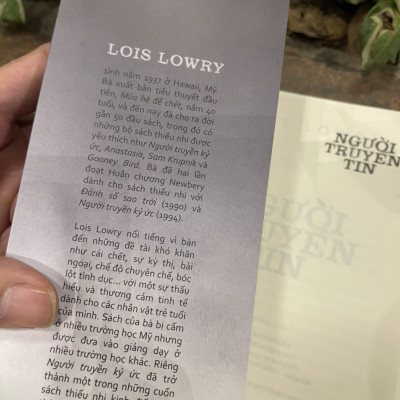 LOIS LOWRY
sinh năm 1937 ở Hawaii, Mỹ.
Bà xuất bản tiểu thuyết đầu
tiên, Mùa hè để chết, năm 40
tuổi, và đến nay đã cho ra đời
gần 50 đầu sách, trong đó có
những bộ sách thiếu nhi được
yêu thích như Người truyền ký
ức, Anastasia, Sam Krupnik và
Gooney Bird. Bà đã hai lần
đoạt Huân chương Newbery
dành cho sách thiếu nhi với
Đánh số sao trời (1990) và
Người truyền ký ức (1994).
Lois Lowry nổi tiếng vì bàn
đến những đề tài khó khăn
như cái chết, sự kỳ thị, bài
ngoại, chế độ chuyên chế, bóc
lột tình dục... với một sự thấu
hiểu và thương cảm tinh tế
dành cho các nhân vật trẻ tuổi
của mình. Sách của bà bị cấm
ở nhiều trường học Mỹ nhưng
được đưa vào giảng dạy ở
nhiều trường học khác. Riêng
Người truyền ký ức đã trở
thành một trong những cuốn
sách thiếu nhi kinh
NGƯỜI
TRUYỀN
TIN